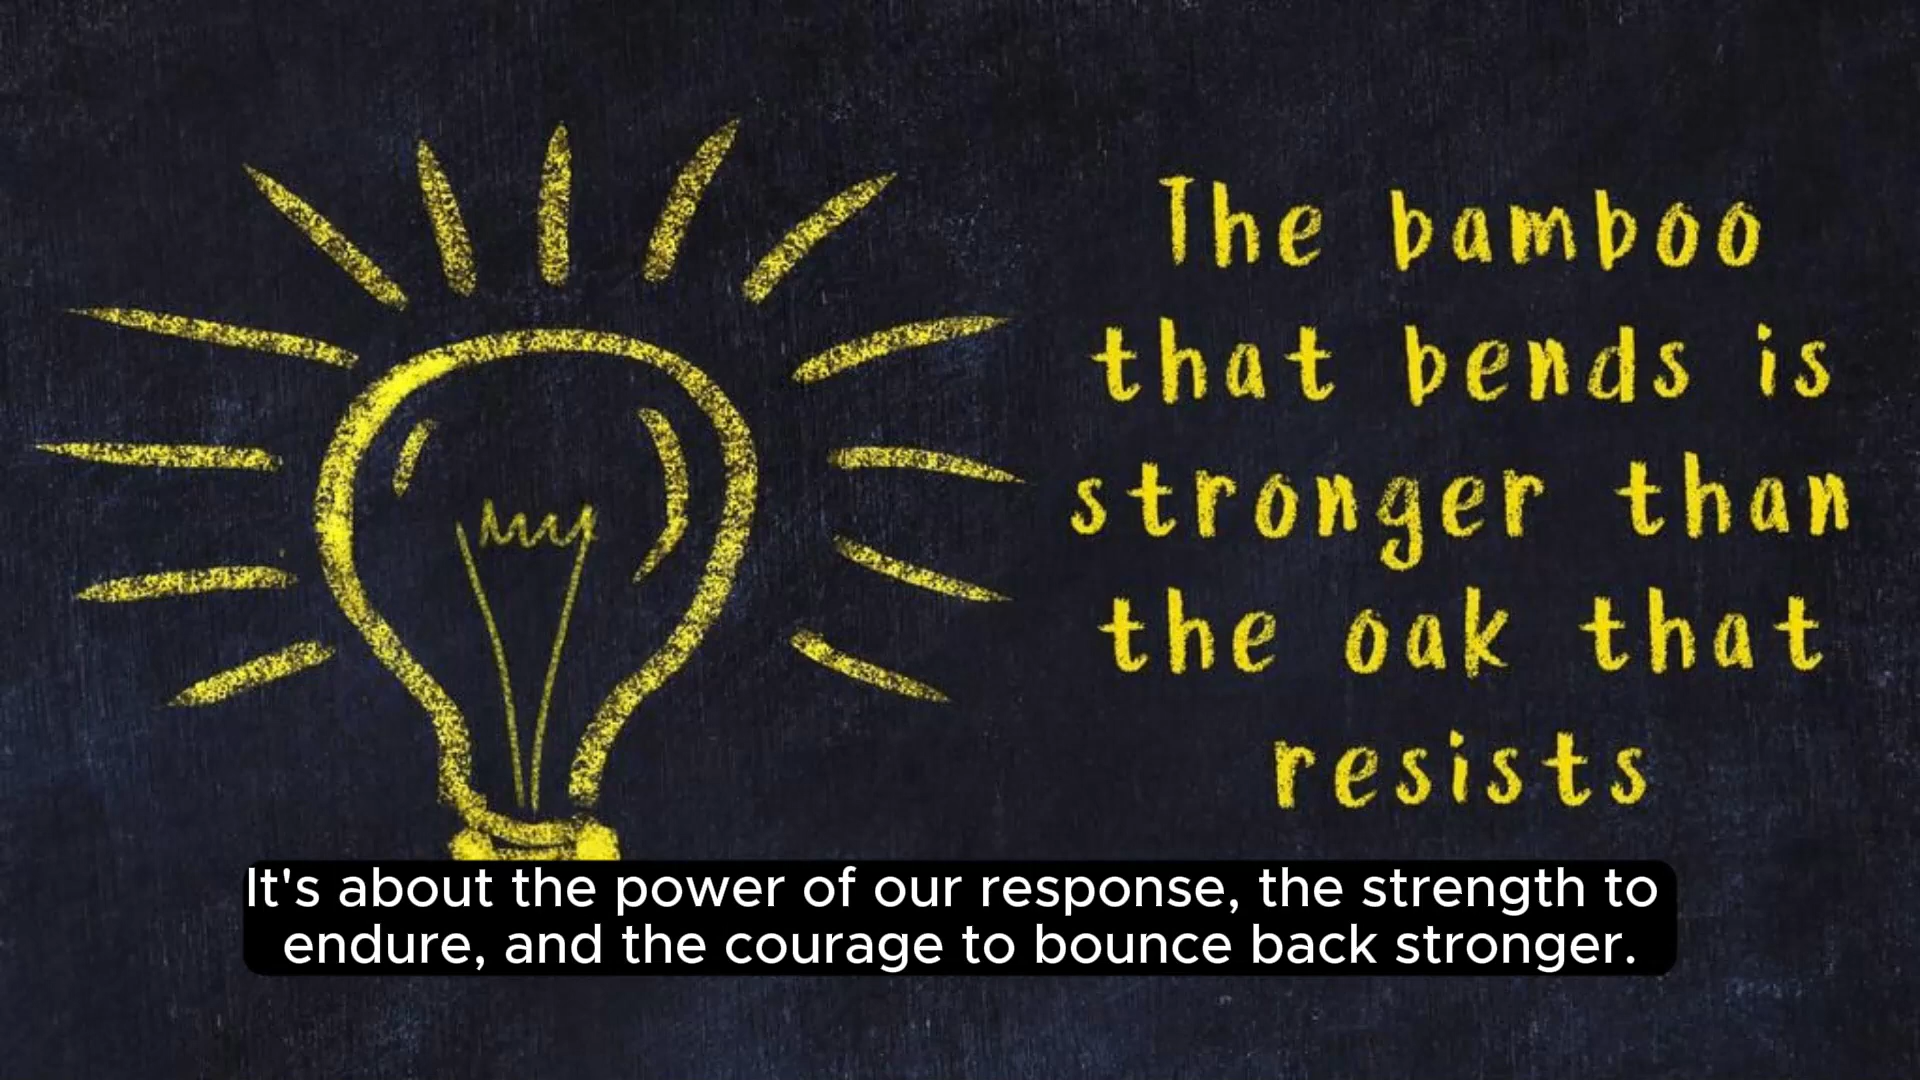 The bamboo
that bends is
stronger than
the oak that
resists
It's about the power of our response, the strength to
endure, and the courage to bounce back stronger.